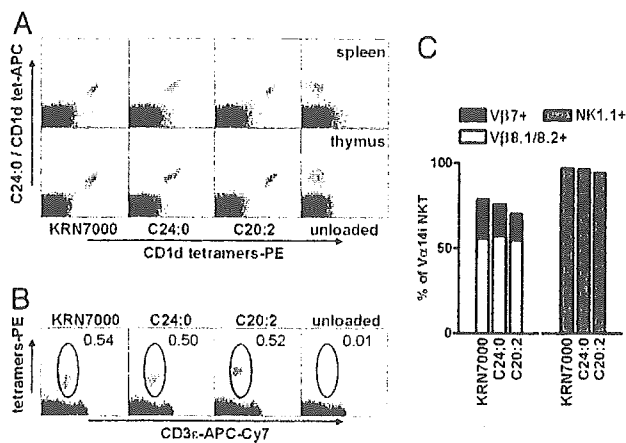 A
C24:0 / CD1d tet-APC
spleen
thymus
KRN7000 C24:0 C20:2 unloaded
CD1d tetramers-PE
B
KRN7000 C24:0 C20:2 unloaded
0.54 0.50 0.52 0.01
tetramers-PE
CD3ε-APC-Cy7
C
Vβ7+ NK1.1+
Vβ8.1/8.2+
% of Vα14i NKT
100
50
0
KRN7000 C24:0 C20:2 KRN7000 C24:0 C20:2